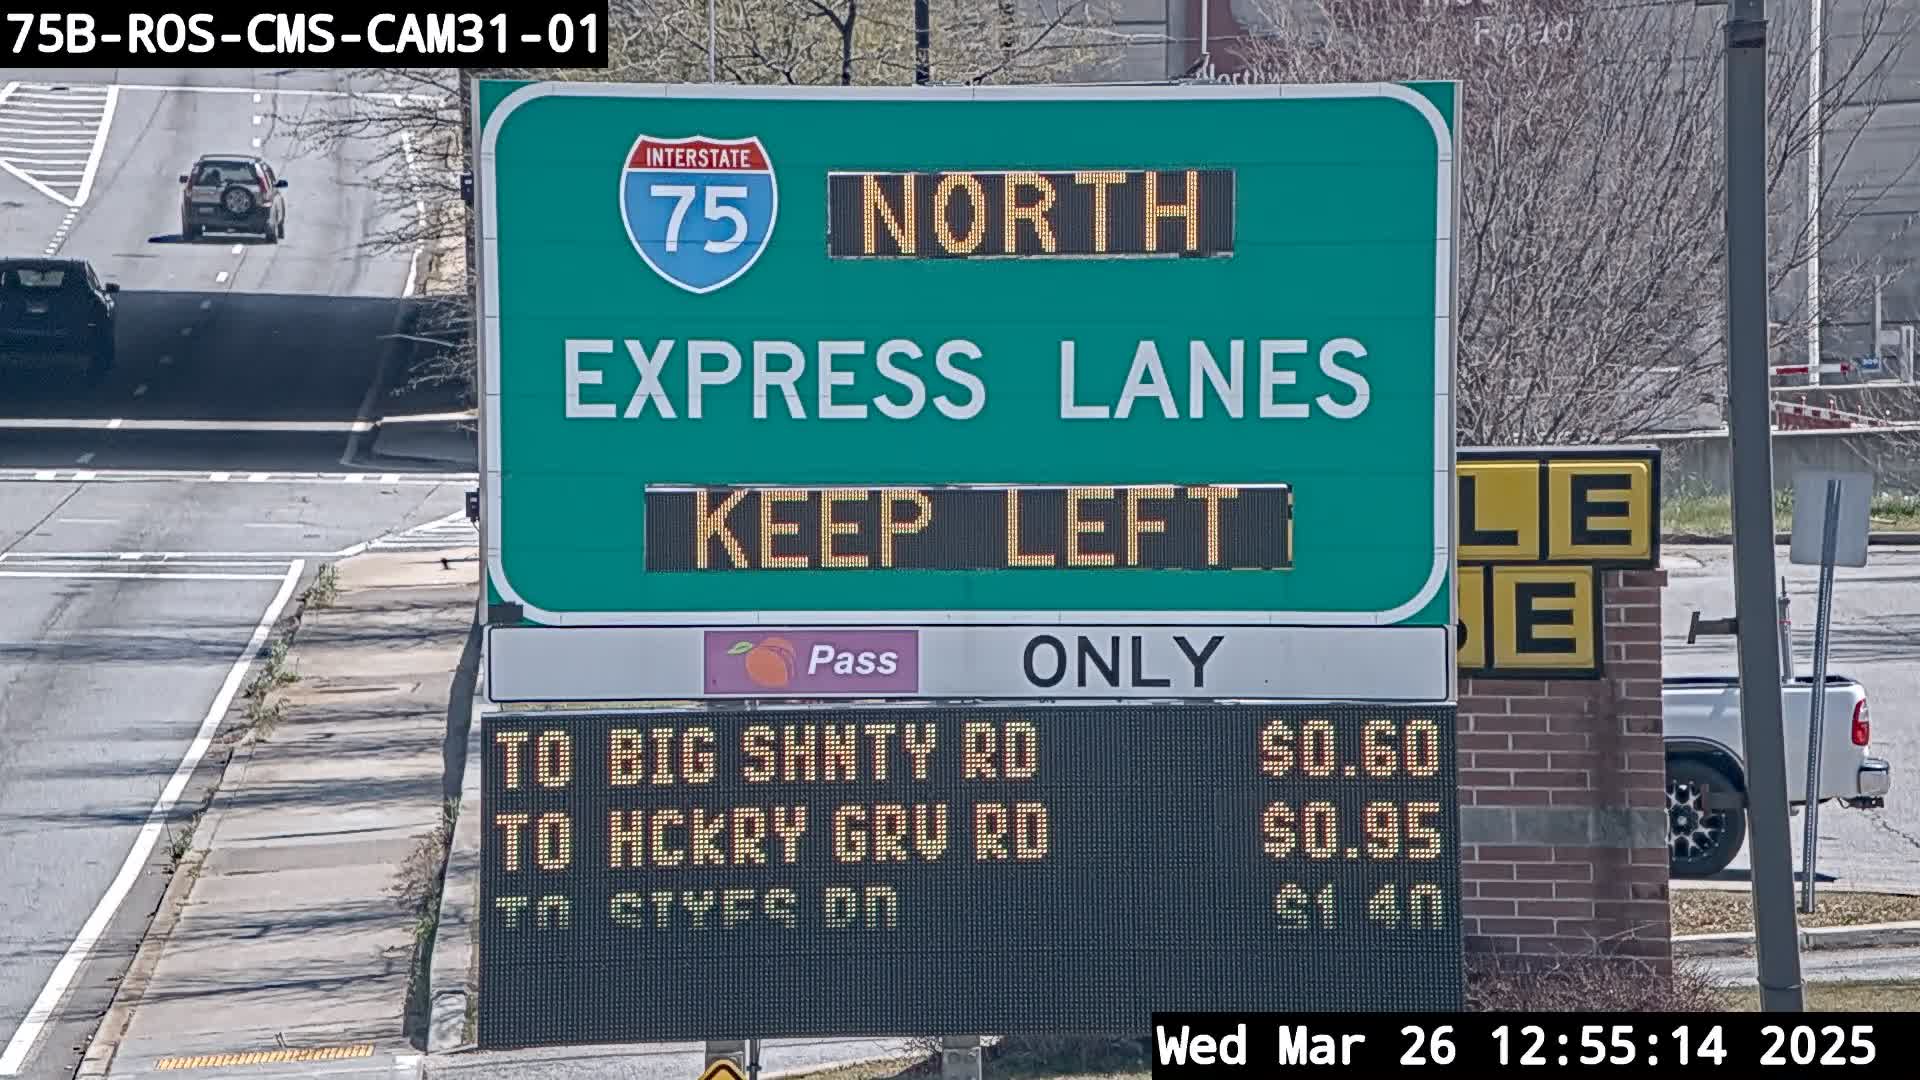 75B-ROS-CMS-CAM31-01
Road
INTERSTATE
75
NORTH
EXPRESS LANES
KEEP LEFT
LE
E
Pass ONLY
TO BIG SHNTY RD $0.60
TO HCKRY GRV RD $0.95
Wed Mar 26 12:55:14 2025